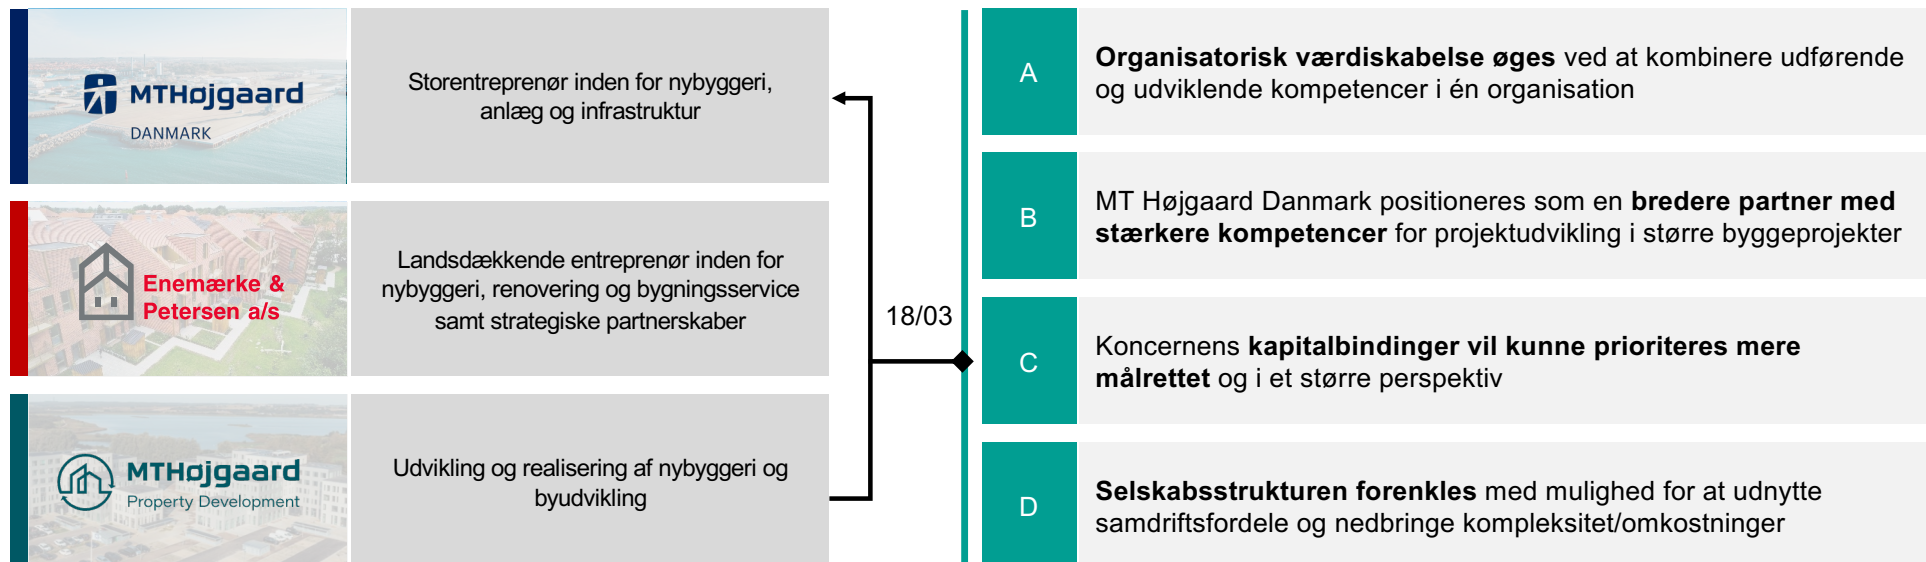 MTHøjgaard
DANMARK
Storentreprenør inden for nybyggeri,
anlæg og infrastruktur
Enemærke &
Petersen a/s
Landsdækkende entreprenør inden for
nybyggeri, renovering og bygningsservice
samt strategiske partnerskaber
MTHøjgaard
Property Development
Udvikling og realisering af nybyggeri og
byudvikling
18/03
A
Organisatorisk værdiskabelse øges ved at kombinere udførende
og udviklende kompetencer i én organisation
B
MT Højgaard Danmark positioneres som en bredere partner med
stærkere kompetencer for projektudvikling i større byggeprojekter
C
Koncernens kapitalbindinger vil kunne prioriteres mere
målrettet og i et større perspektiv
D
Selskabsstrukturen forenkles med mulighed for at udnytte
samdriftsfordele og nedbringe kompleksitet/omkostninger